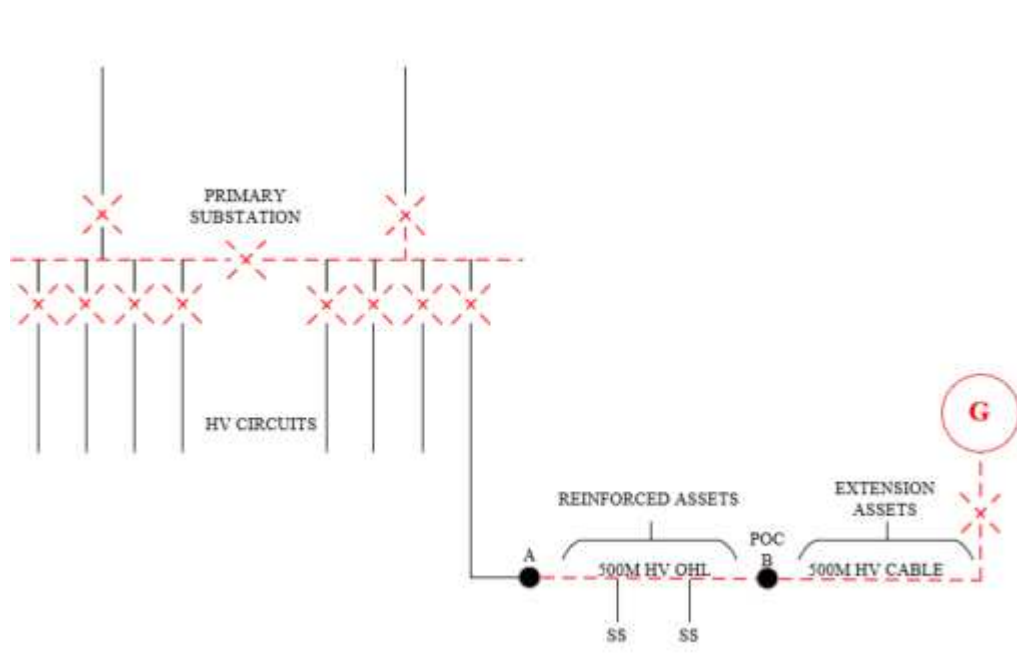 PRIMARY
SUBSTATION
HV CIRCUITS
G
REINFORCED ASSETS
EXTENSION
ASSETS
A
500M HV OHL
POC
B
500M HV CABLE
SS
SS